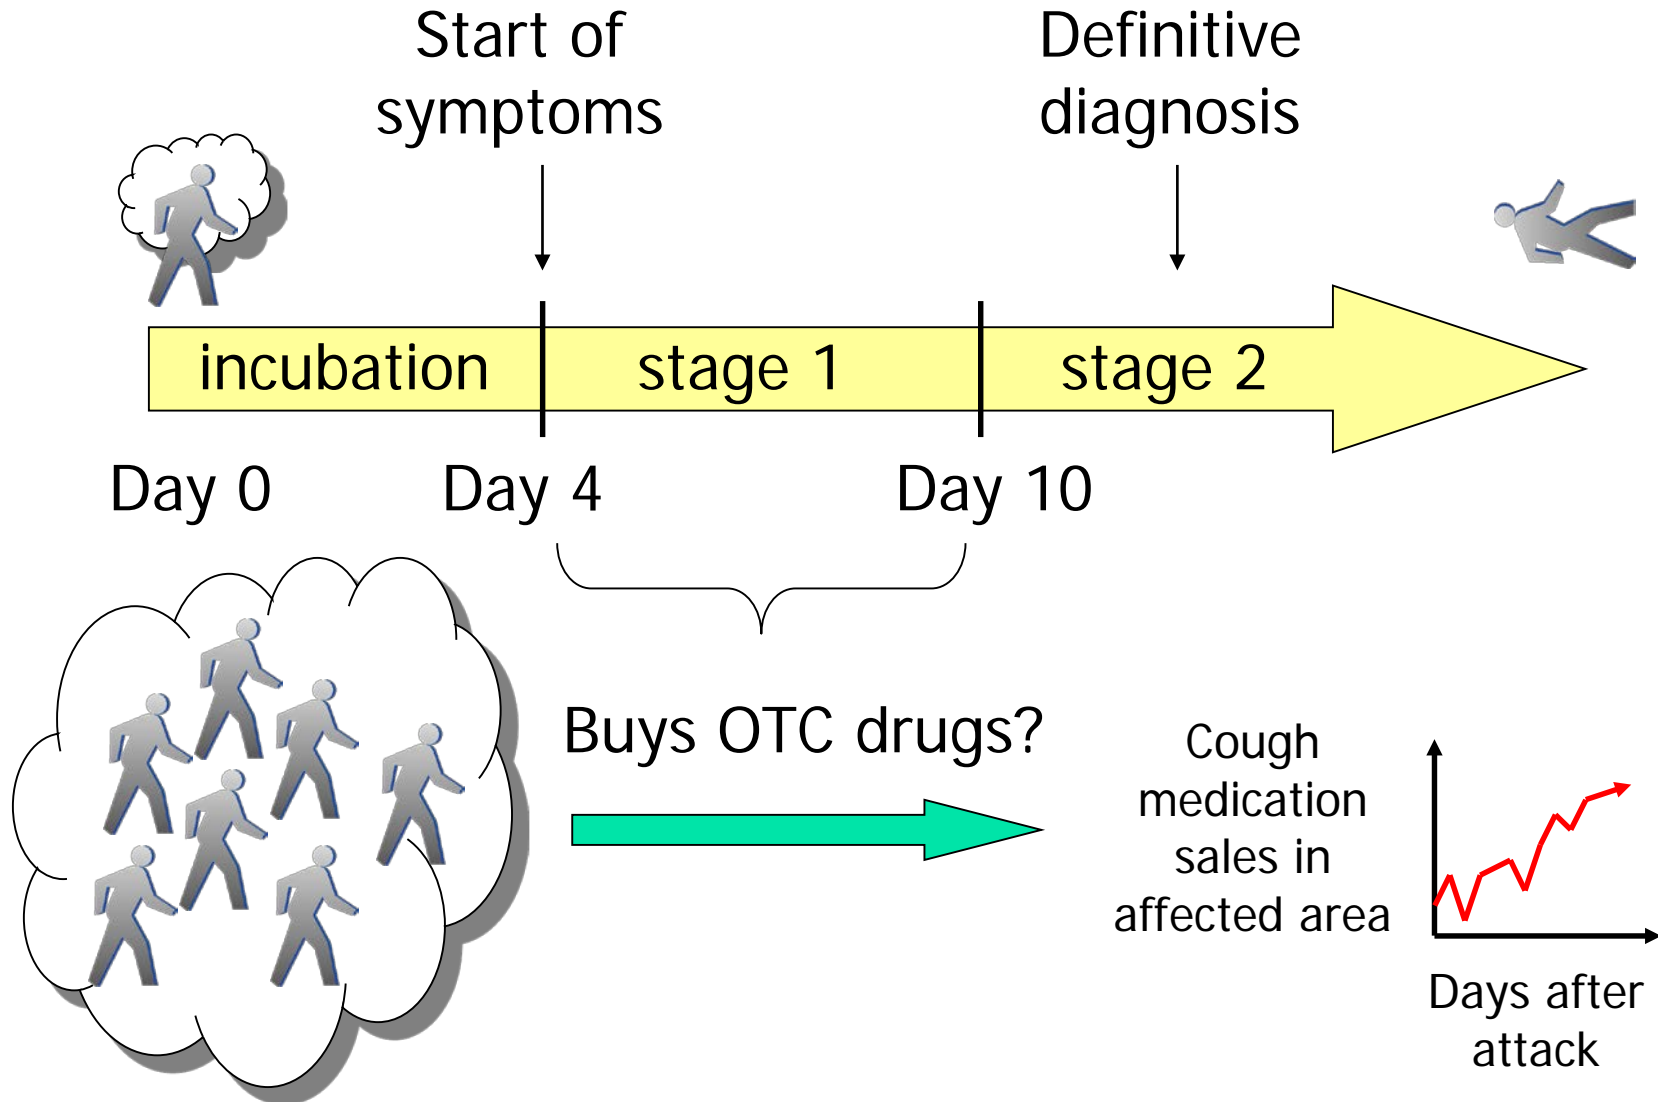 Start of
symptoms
Definitive
diagnosis
incubation
stage 1
stage 2
Day 0
Day 4
Day 10
Buys OTC drugs?
Cough
medication
sales in
affected area
Days after
attack